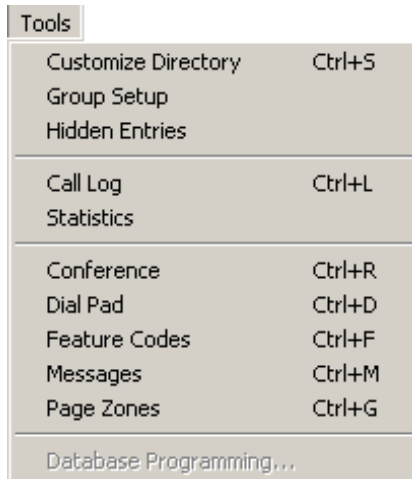 Tools
Customize Directory Ctrl+S
Group Setup
Hidden Entries
Call Log Ctrl+L
Statistics
Conference Ctrl+R
Dial Pad Ctrl+D
Feature Codes Ctrl+F
Messages Ctrl+M
Page Zones Ctrl+G
Database Programming...